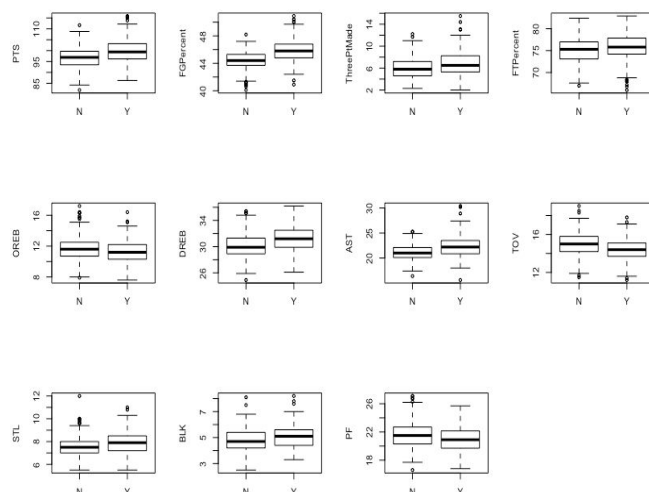 PTS
85 95 110
N Y
FGPercent
40 44 48
N Y
ThreePtMade
2 6 10 14
N Y
FTPercent
70 75 80
N Y
OREB
8 12 16
N Y
DREB
26 30 34
N Y
AST
20 25 30
N Y
TOV
12 14 16 18
N Y
STL
6 8 10 12
N Y
BLK
3 5 7
N Y
PF
18 22 26
N Y